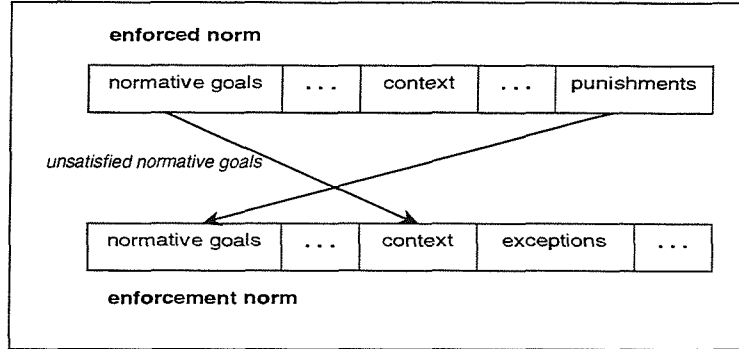 enforced norm
normative goals ... context ... punishments
unsatisfied normative goals
normative goals ... context exceptions ...
enforcement norm